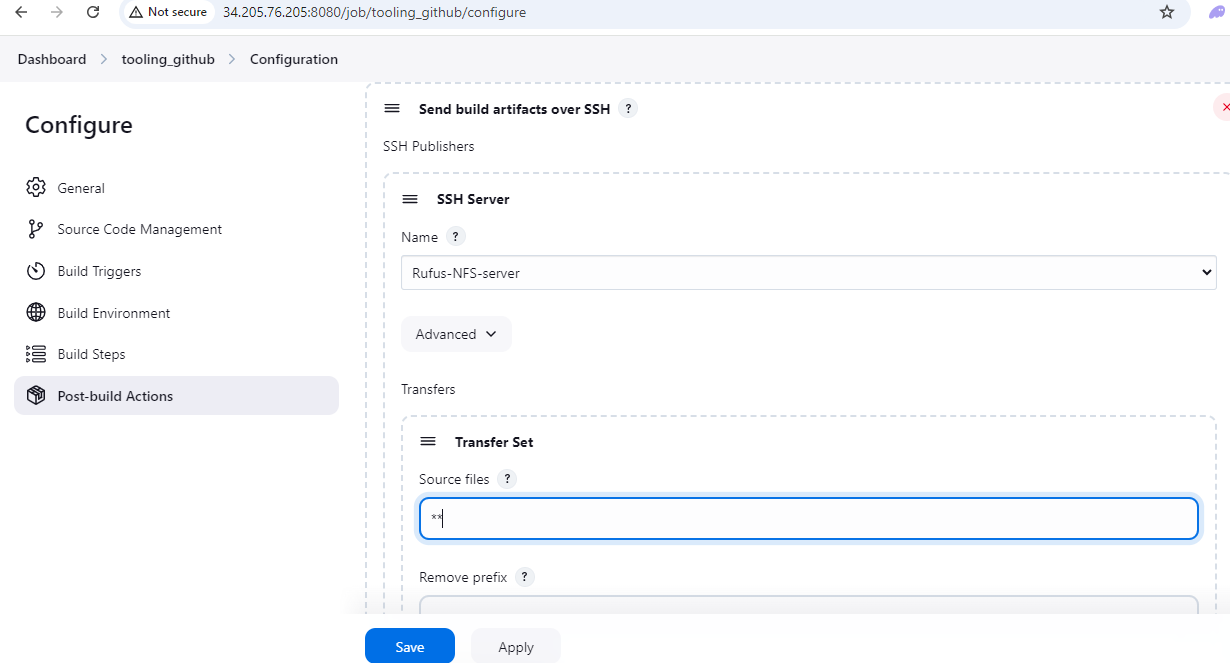 Not secure 34.205.76.205:8080/job/tooling_github/configure
Dashboard > tooling_github > Configuration
Configure
General
Source Code Management
Build Triggers
Build Environment
Build Steps
Post-build Actions
Send build artifacts over SSH ?
SSH Publishers
SSH Server
Name ?
Rufus-NFS-server
Advanced
Transfers
Transfer Set
Source files ?
**
Remove prefix ?
Save Apply